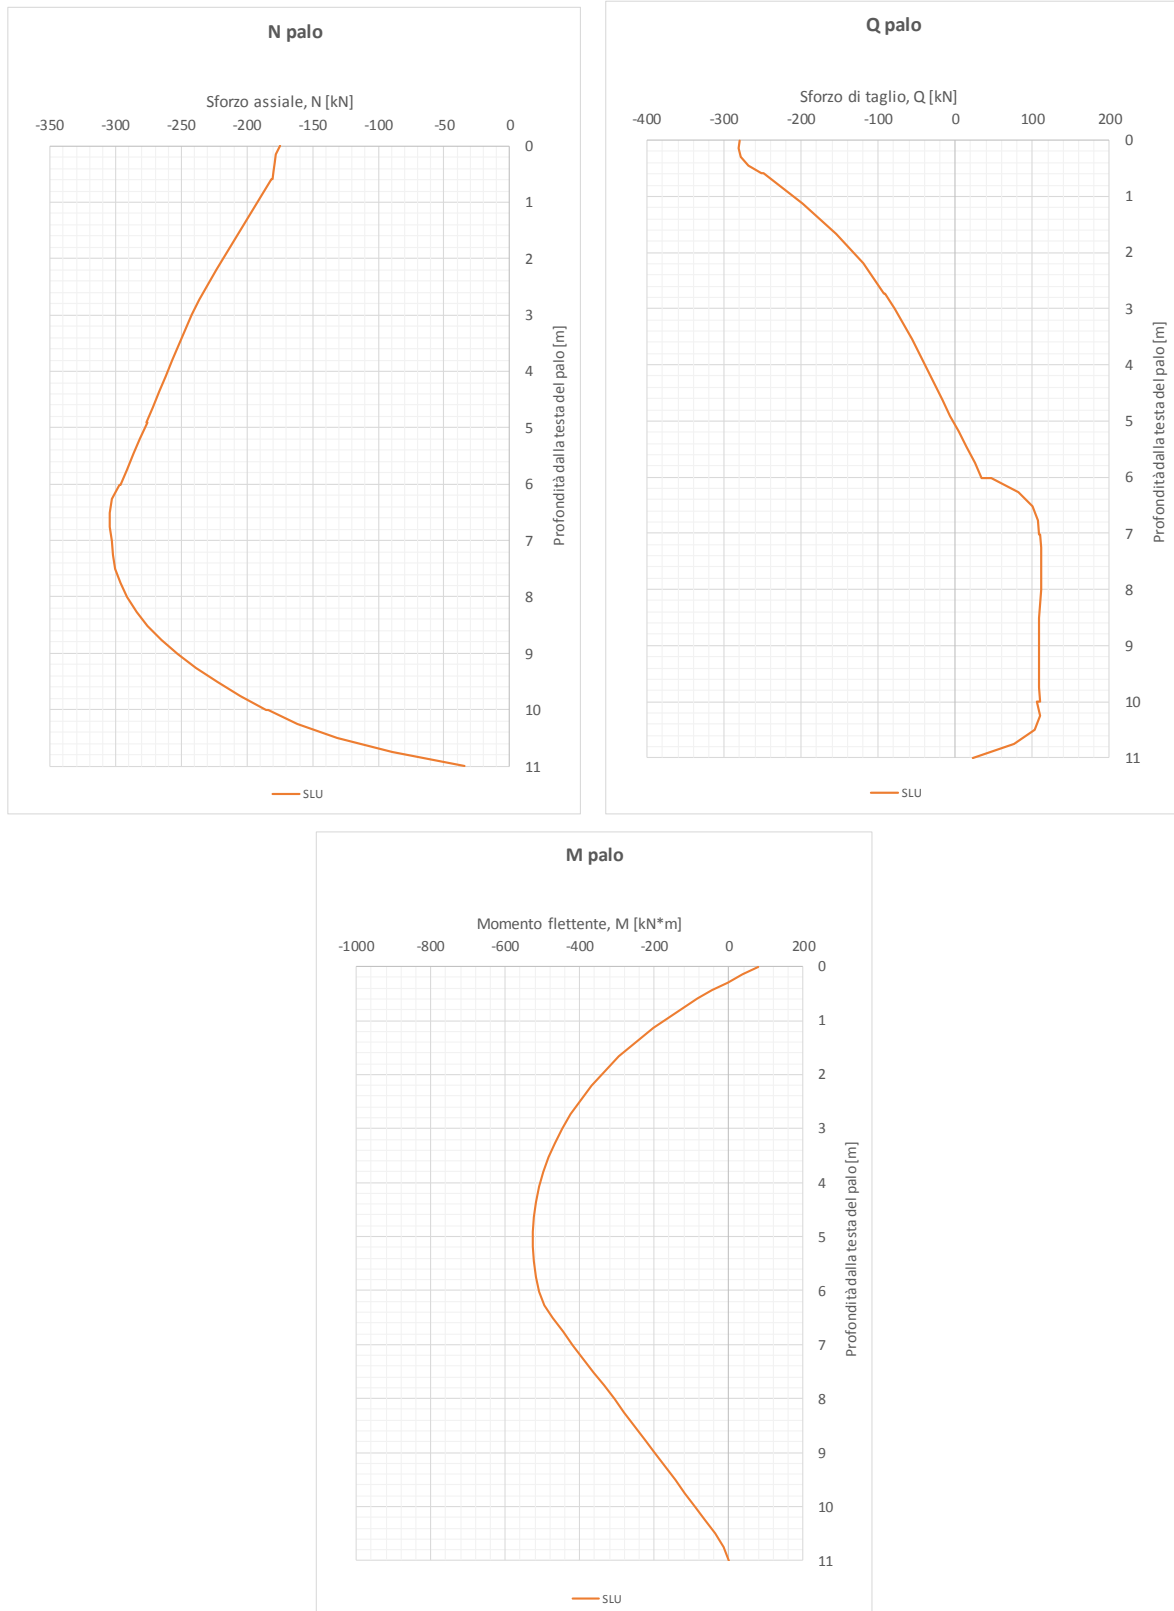 N palo
Sforzo assiale, N [kN]
-350 -300 -250 -200 -150 -100 -50 0
0
1
2
3
4
5
6
7
8
9
10
11
Profondità dalla testa del palo [m]
SLU
Q palo
Sforzo di taglio, Q [kN]
-400 -300 -200 -100 0 100 200
0
1
2
3
4
5
6
7
8
9
10
11
Profondità dalla testa del palo [m]
SLU
M palo
Momento flettente, M [kN*m]
-1000 -800 -600 -400 -200 0 200
0
1
2
3
4
5
6
7
8
9
10
11
Profondità dalla testa del palo [m]
SLU